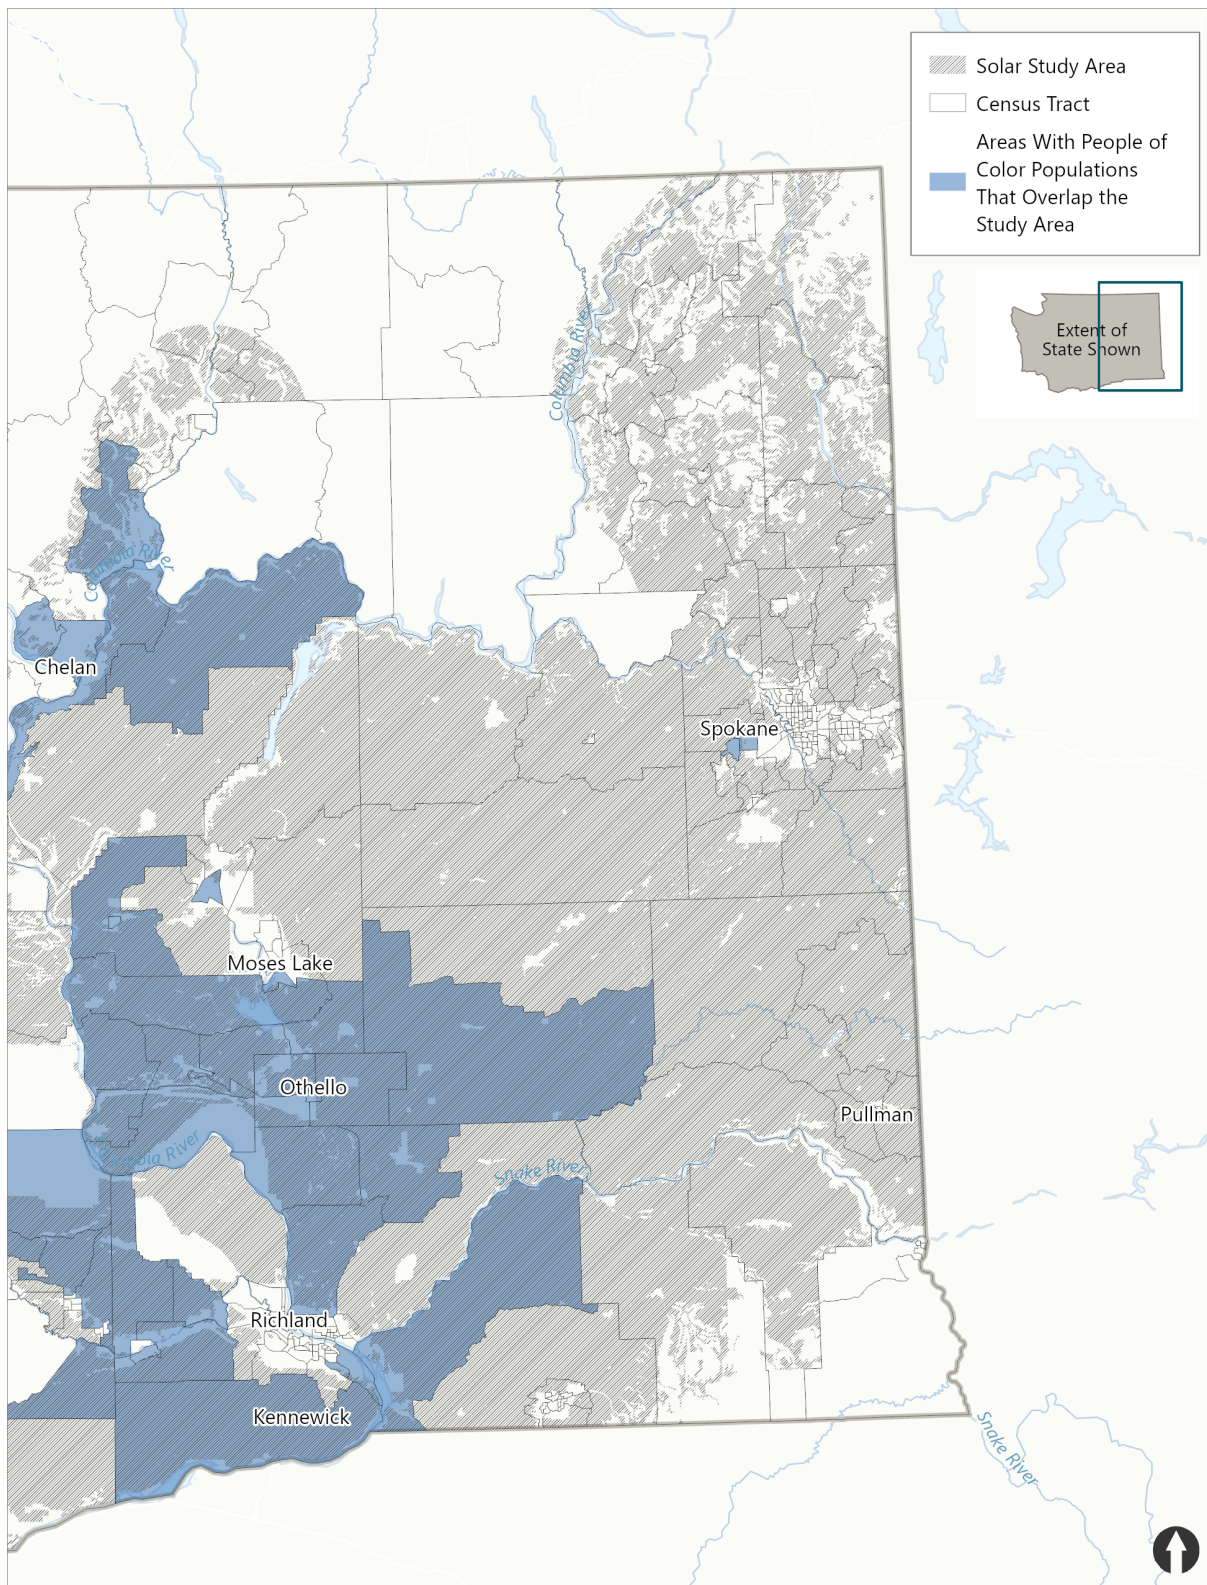 Solar Study Area
Census Tract
Areas With People of
Color Populations
That Overlap the
Study Area
Extent of
State Shown
Columbia River
Columbia River
Chelan
Spokane
Moses Lake
Othello
Pullman
Columbia River
Snake River
Richland
Kennewick
Snake River